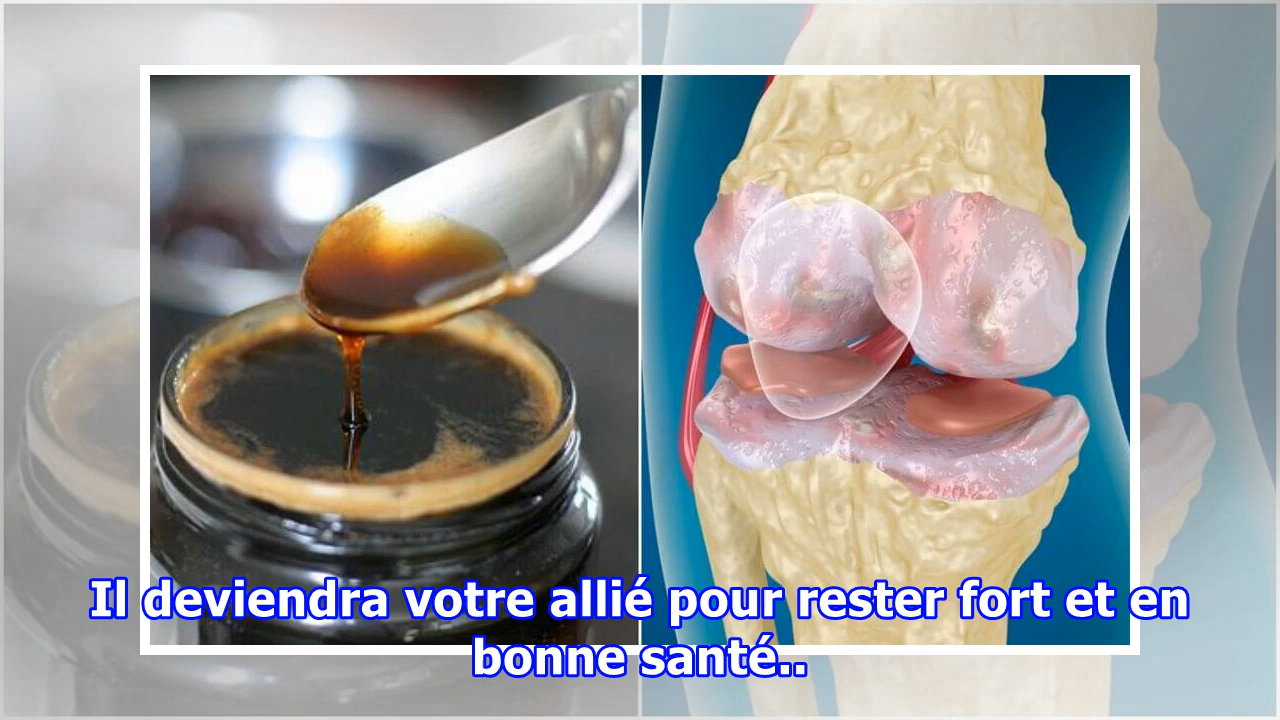 Il deviendra votre allié pour rester fort et en
bonne santé..